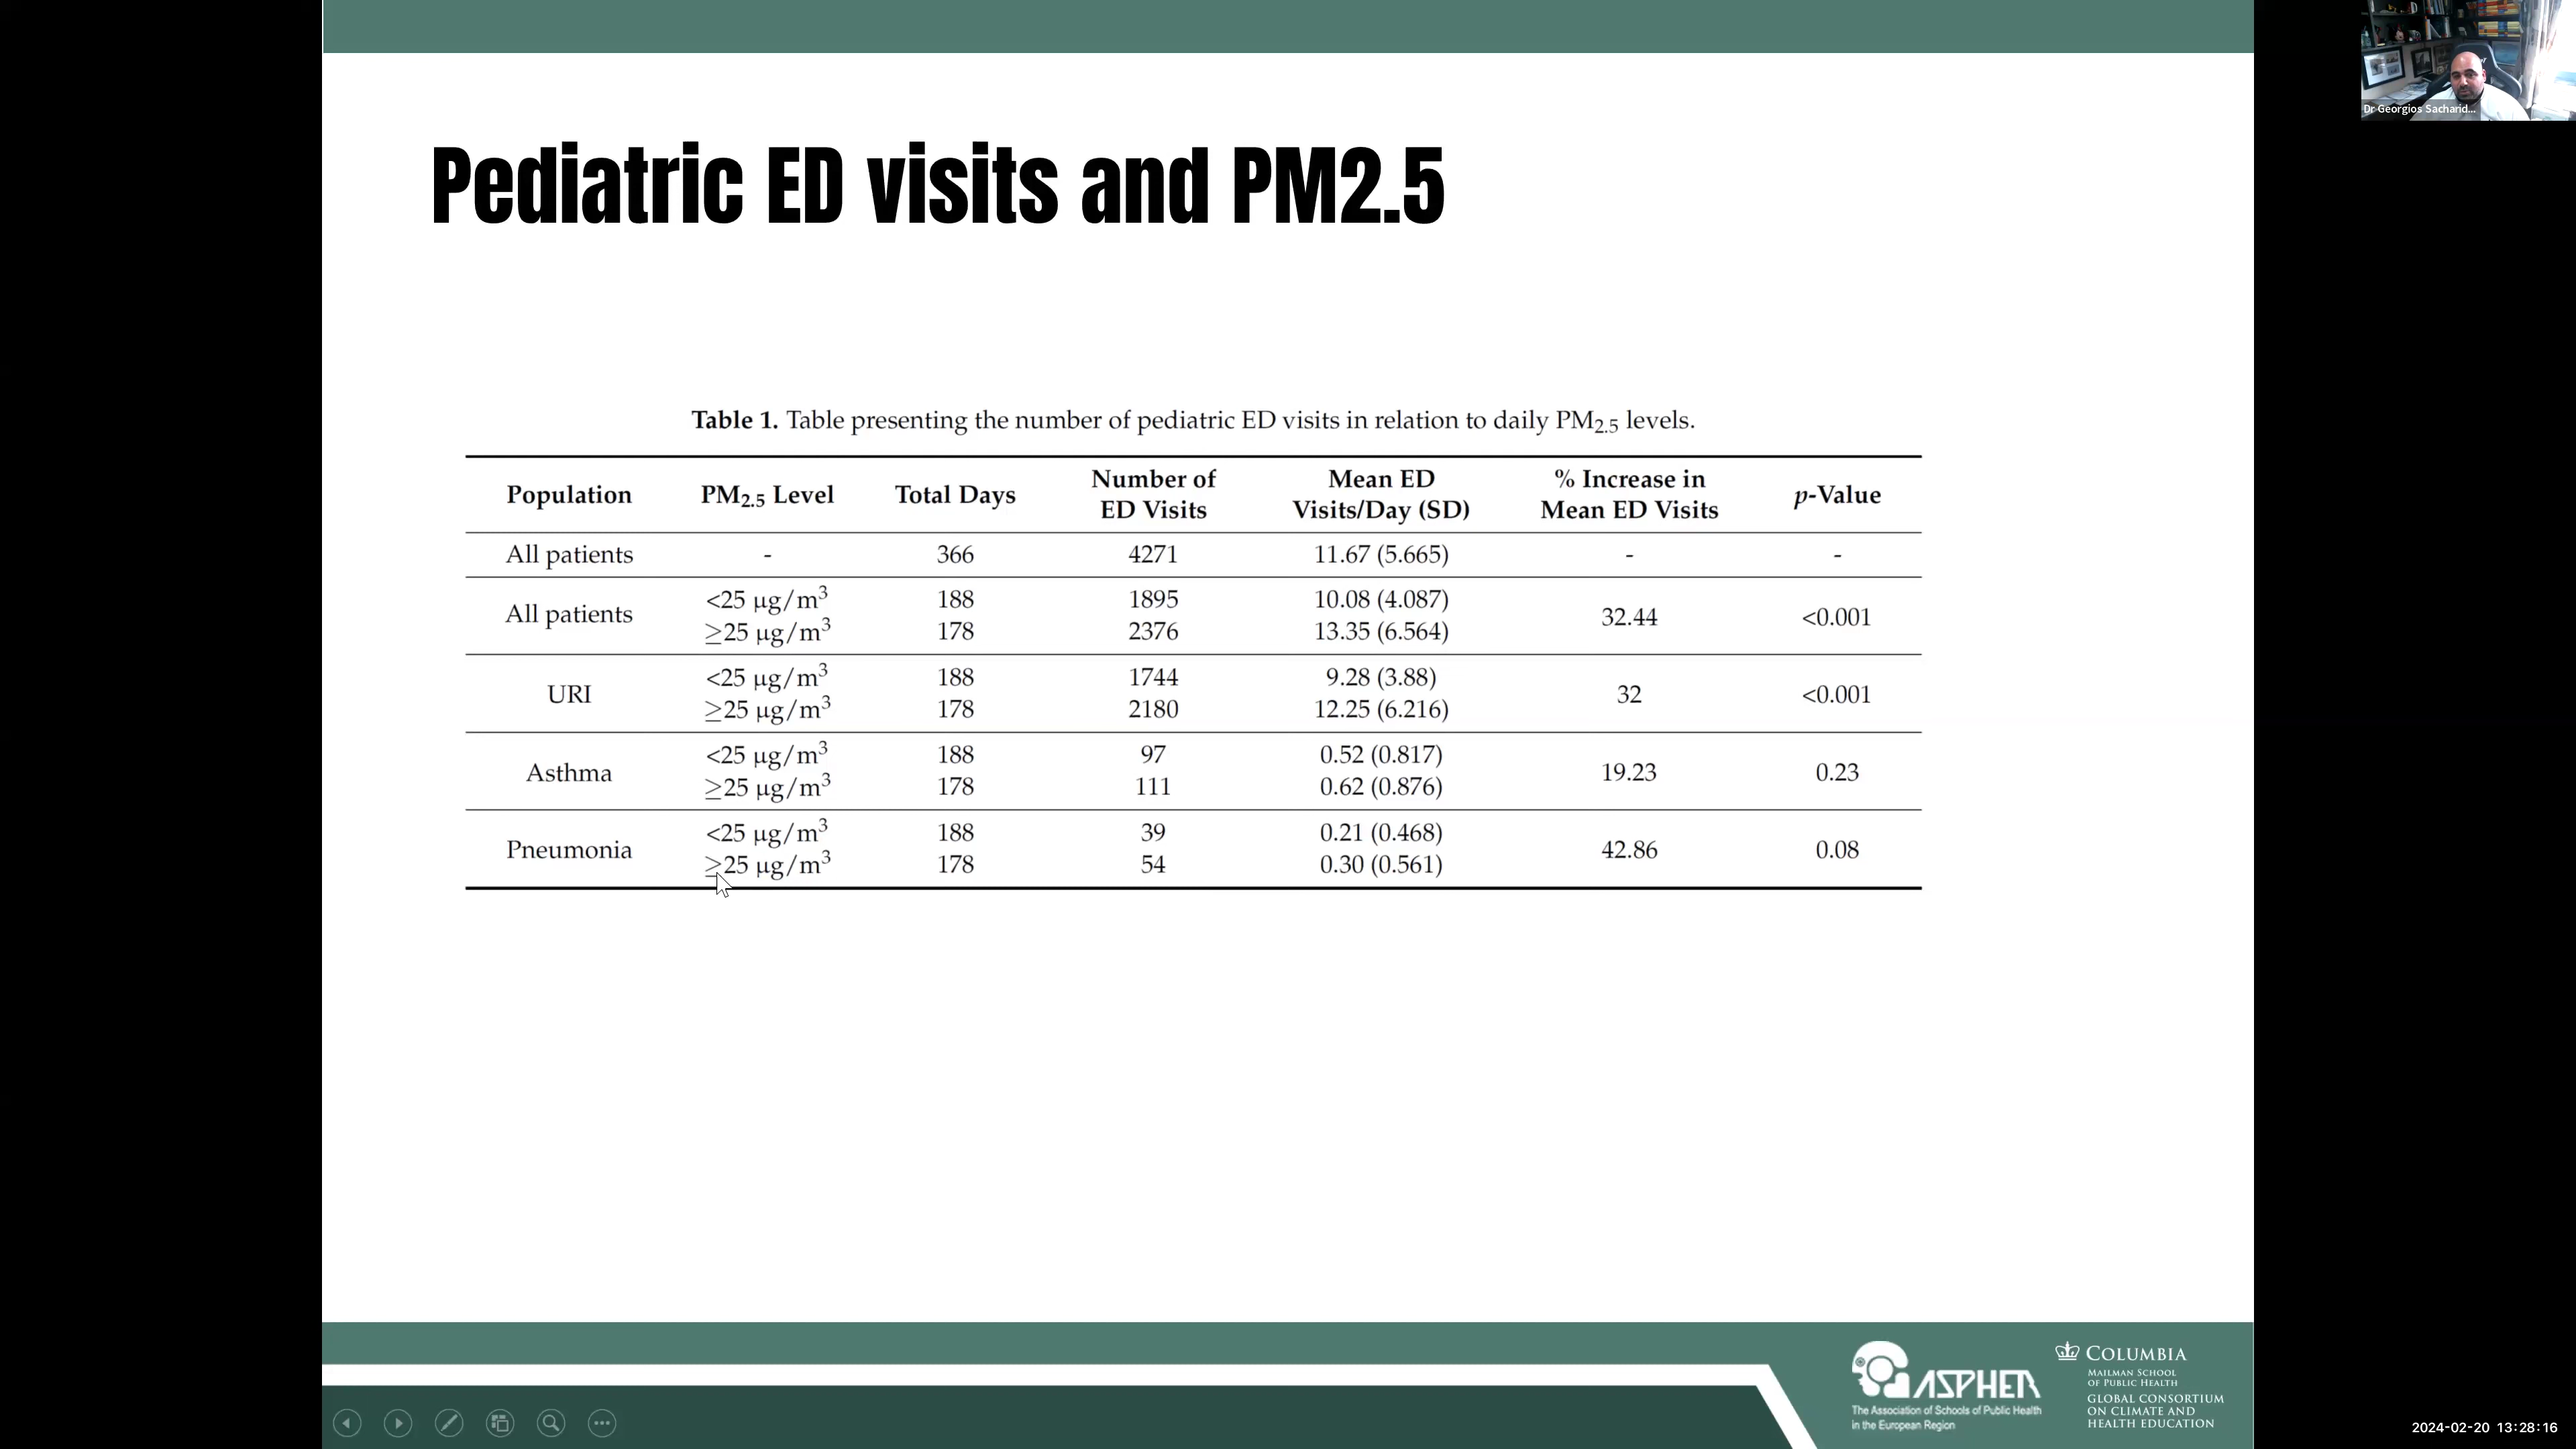 Dr Georgios Sacharid...
Pediatric ED visits and PM2.5
Table 1. Table presenting the number of pediatric ED visits in relation to daily PM2.5 levels.
Population PM2.5 Level Total Days Number of ED Visits Mean ED Visits/Day (SD) % Increase in Mean ED Visits p-Value
All patients - 366 4271 11.67 (5.665) - -
All patients <25 μg/m³ 188 1895 10.08 (4.087) 32.44 <0.001
≥25 μg/m³ 178 2376 13.35 (6.564)
URI <25 μg/m³ 188 1744 9.28 (3.88) 32 <0.001
≥25 μg/m³ 178 2180 12.25 (6.216)
Asthma <25 μg/m³ 188 97 0.52 (0.817) 19.23 0.23
≥25 μg/m³ 178 111 0.62 (0.876)
Pneumonia <25 μg/m³ 188 39 0.21 (0.468) 42.86 0.08
≥25 μg/m³ 178 54 0.30 (0.561)
ASPHER
The Association of Schools of Public Health
in the European Region
COLUMBIA
MAILMAN SCHOOL
OF PUBLIC HEALTH
GLOBAL CONSORTIUM
ON CLIMATE AND
HEALTH EDUCATION
2024-02-20 13:28:16